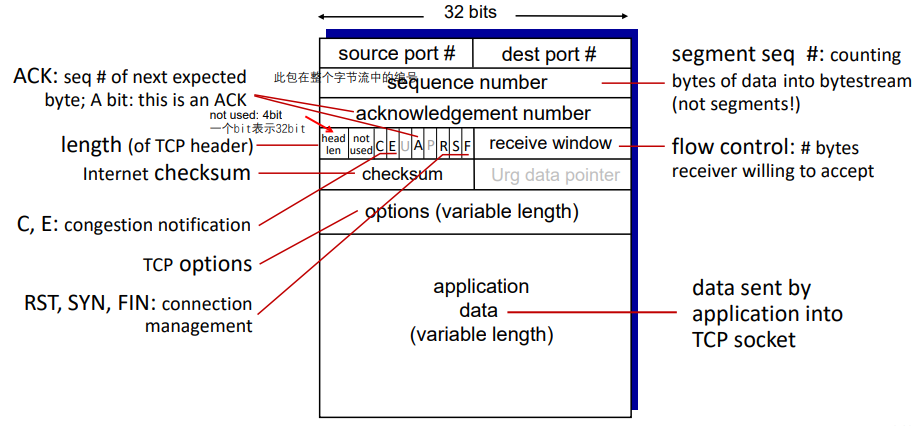 32 bits
source port #
dest port #
segment seq #: counting
bytes of data into bytestream
(not segments!)
ACK: seq # of next expected
byte; A bit: this is an ACK
此包在整个字节流中的编号
sequence number
acknowledgement number
not used: 4bit
一个bit表示32bit
length (of TCP header)
head
len
not
used
C
E
U
A
P
R
S
F
receive window
flow control: # bytes
receiver willing to accept
Internet checksum
checksum
Urg data pointer
C, E: congestion notification
options (variable length)
TCP options
RST, SYN, FIN: connection
management
application
data
(variable length)
data sent by
application into
TCP socket